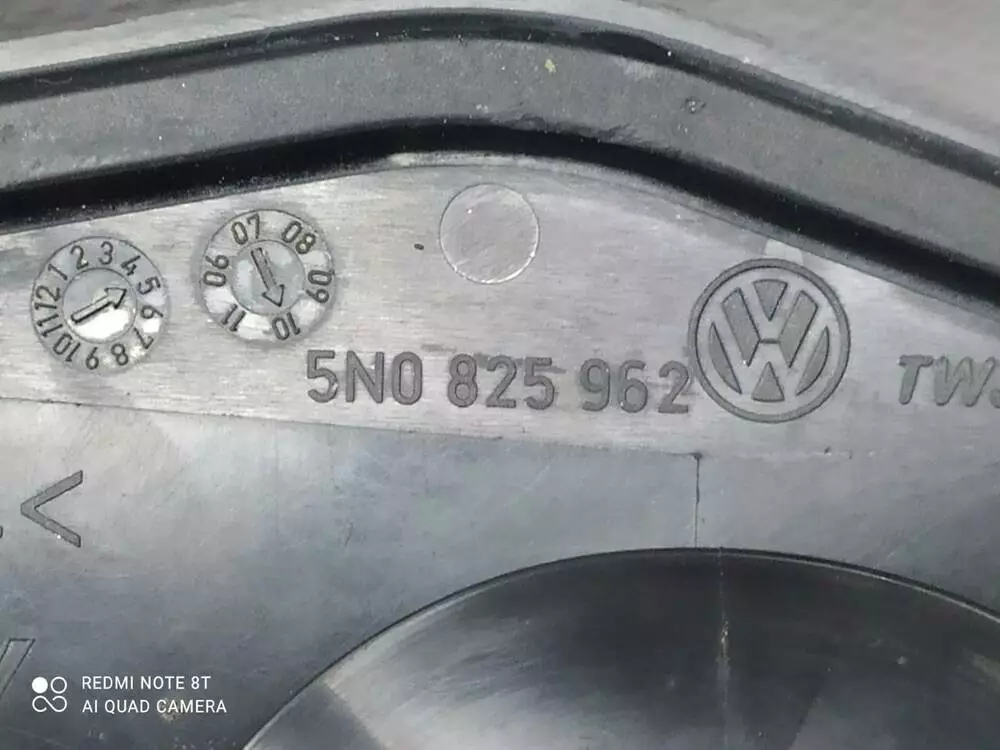 1 2 3 4 5 6 7 8 9 10 11 12
06 07 08 09 10 11
5N0 825 962
VW
TW
REDMI NOTE 8T
AI QUAD CAMERA